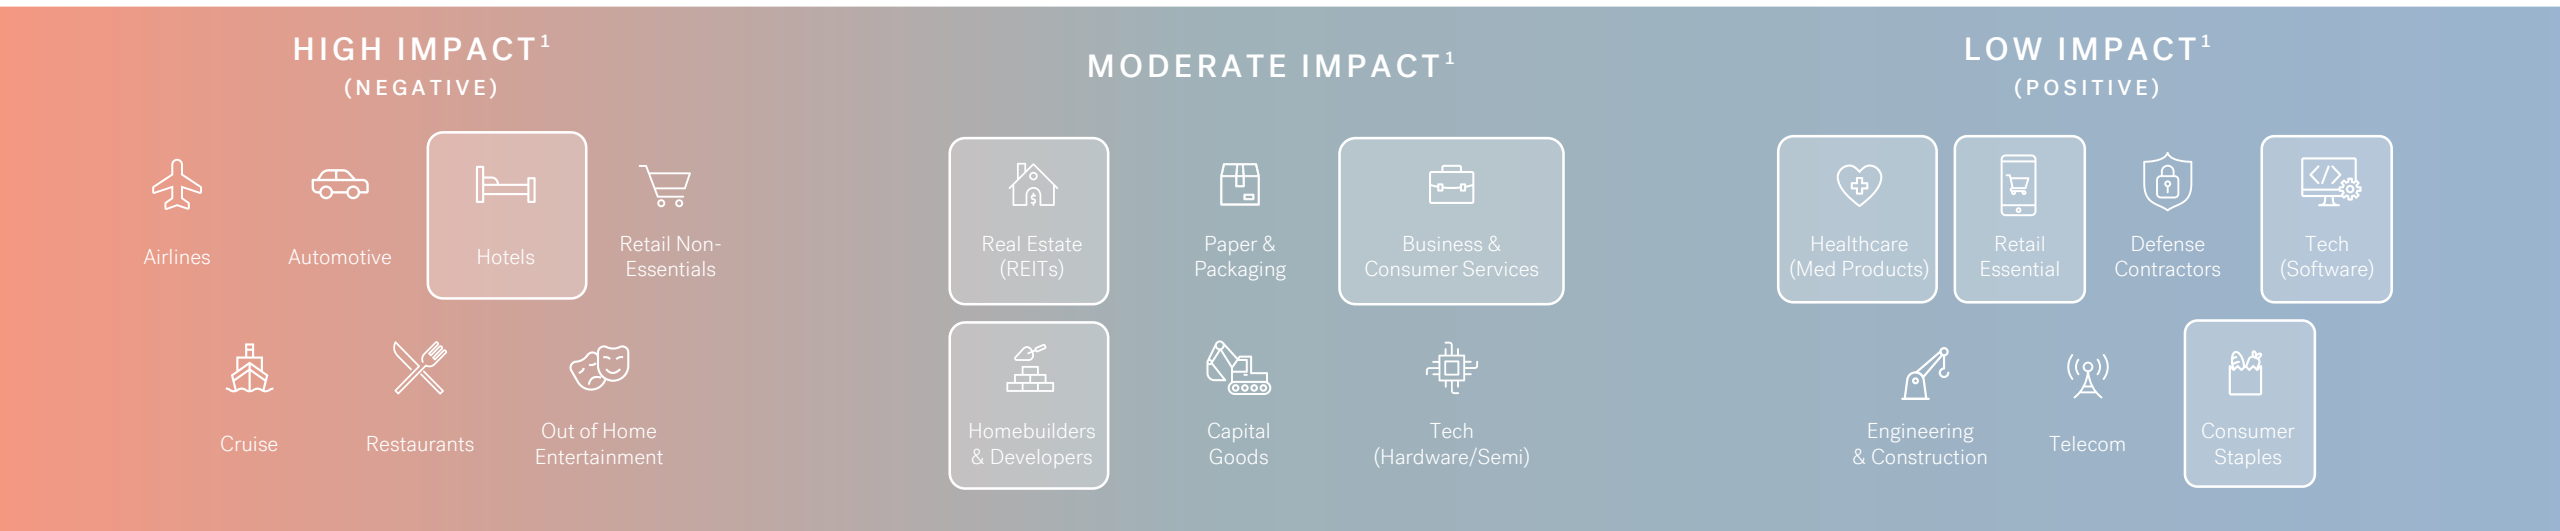 HIGH IMPACT¹
(NEGATIVE)
Airlines
Automotive
Hotels
Retail Non-
Essentials
Cruise
Restaurants
Out of Home
Entertainment
MODERATE IMPACT¹
Real Estate
(REITs)
Paper &
Packaging
Business &
Consumer Services
Homebuilders
& Developers
Capital
Goods
Tech
(Hardware/Semi)
LOW IMPACT¹
(POSITIVE)
Healthcare
(Med Products)
Retail
Essential
Defense
Contractors
Tech
(Software)
Engineering
& Construction
Telecom
Consumer
Staples